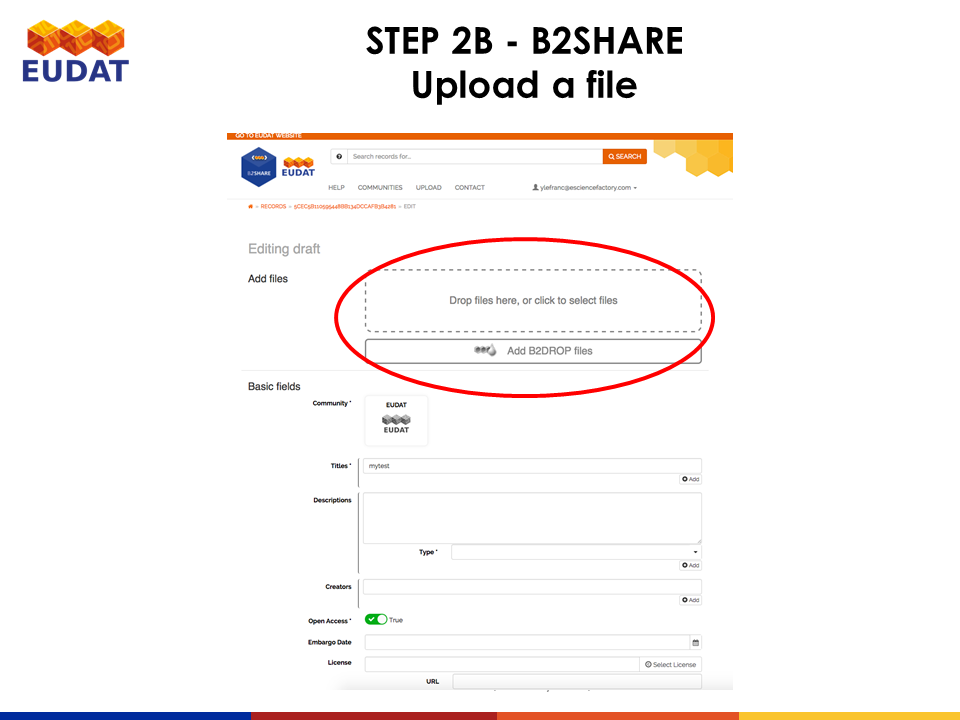 STEP 2B - B2SHARE
Upload a file
EUDAT
GO TO EUDAT WEBSITE
B2SHARE
EUDAT
Search records for...
SEARCH
HELP COMMUNITIES UPLOAD CONTACT ylefranc@esciencefactory.com
» RECORDS » 5CEC5B110595448BB134DCCAFB3B4281 » EDIT
Editing draft
Add files
Drop files here, or click to select files
Add B2DROP files
Basic fields
Community *
EUDAT
EUDAT
Titles *
mytest
Add
Descriptions
Type *
Add
Creators
Add
Open Access *
True
Embargo Date
License
Select License
URL